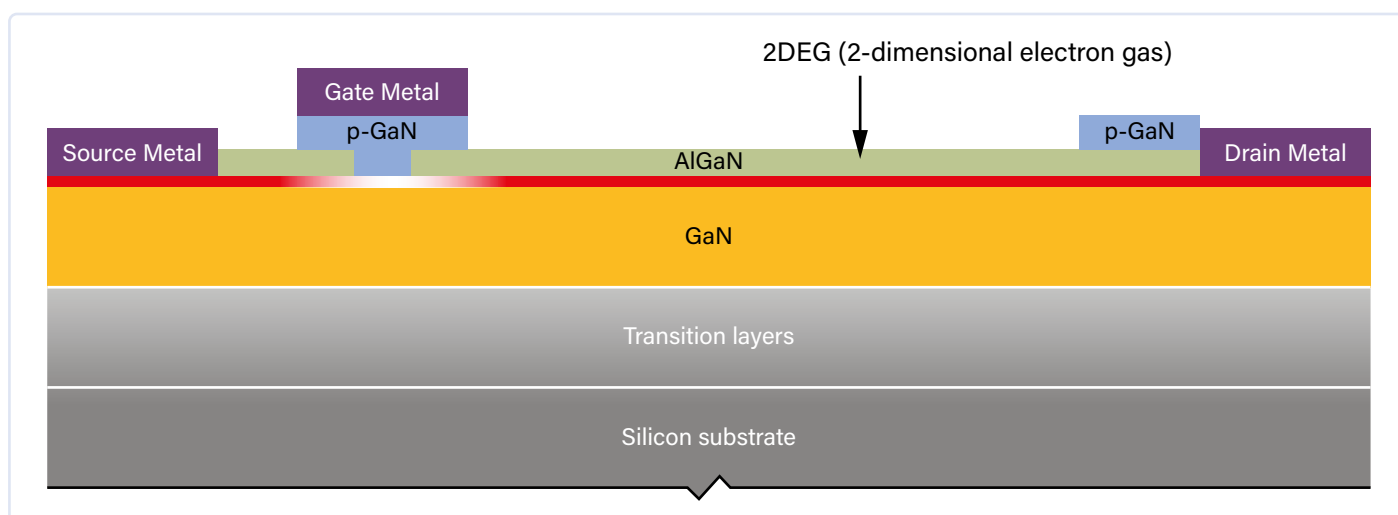 2DEG (2-dimensional electron gas)
Gate Metal
p-GaN
p-GaN
Source Metal
AlGaN
Drain Metal
GaN
Transition layers
Silicon substrate